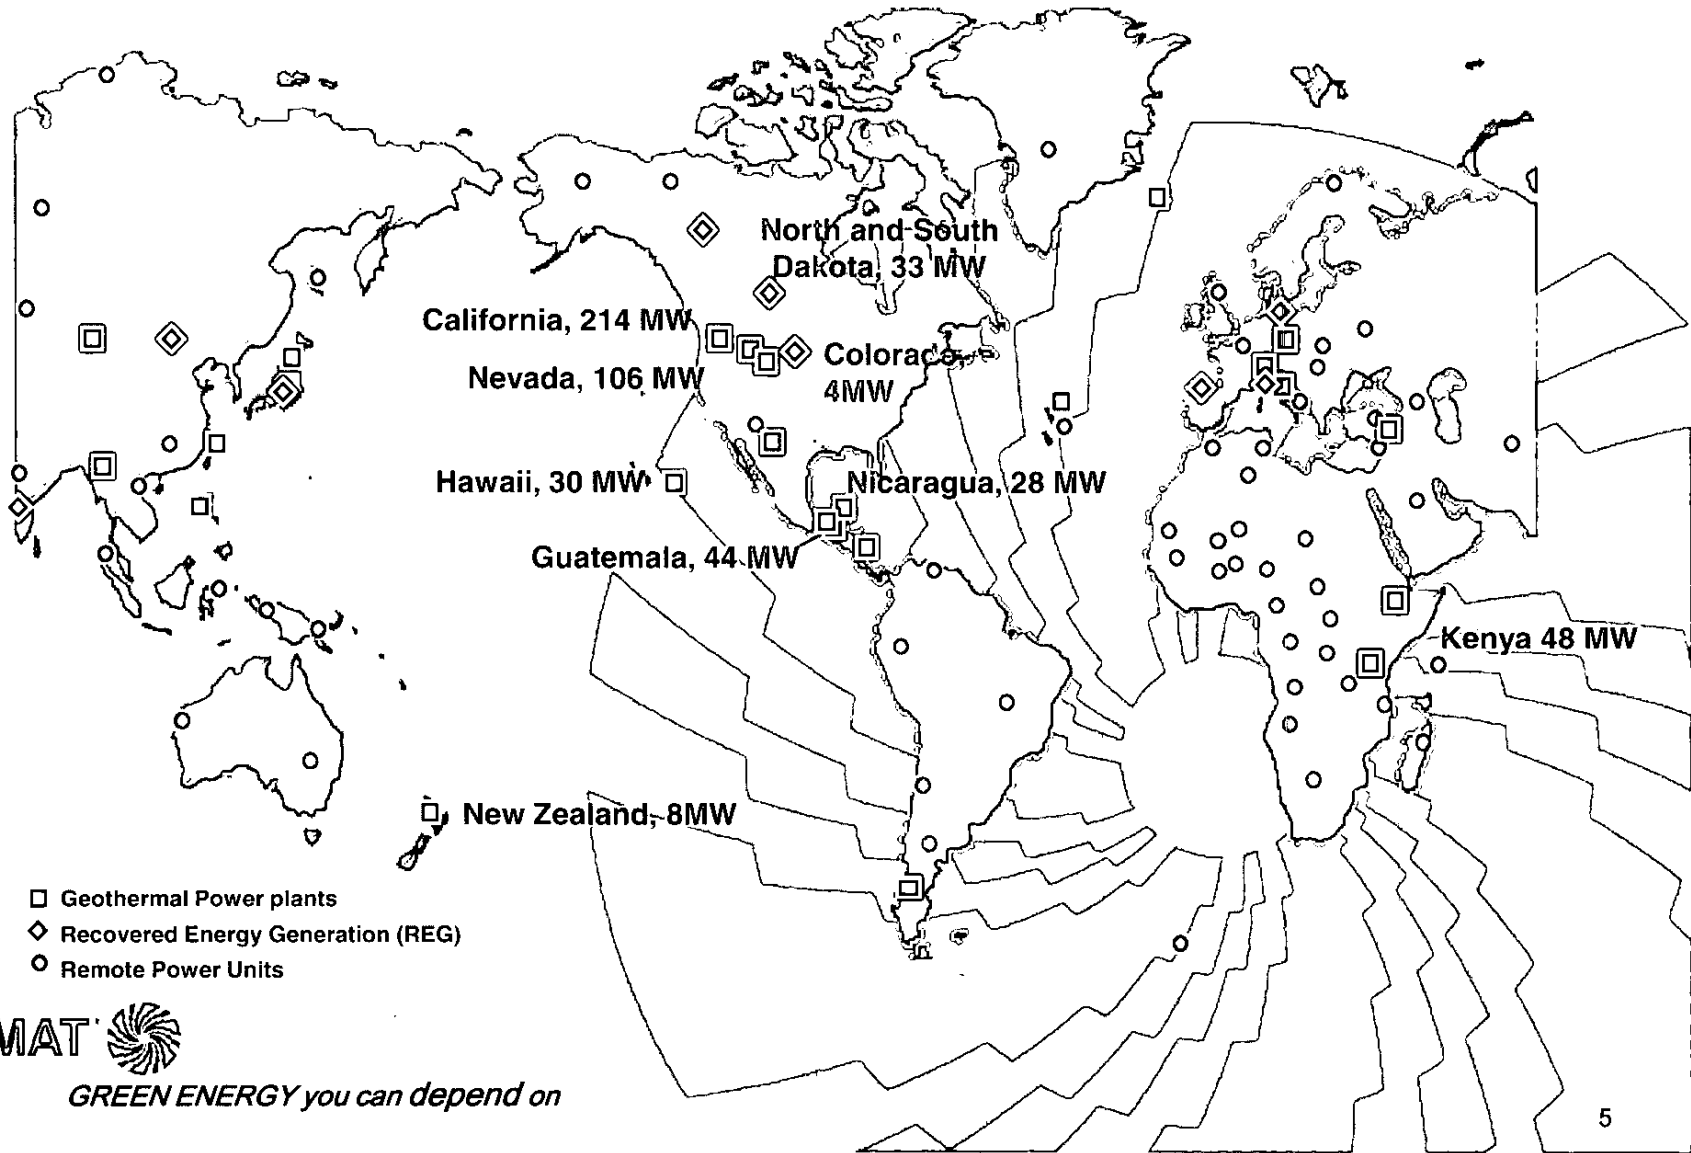 North and South
Dakota, 33 MW
California, 214 MW
Colorado
4MW
Nevada, 106 MW
Hawaii, 30 MW
Nicaragua, 28 MW
Guatemala, 44 MW
Kenya 48 MW
New Zealand, 8MW
Geothermal Power plants
Recovered Energy Generation (REG)
Remote Power Units
MAT
GREEN ENERGY you can depend on
5